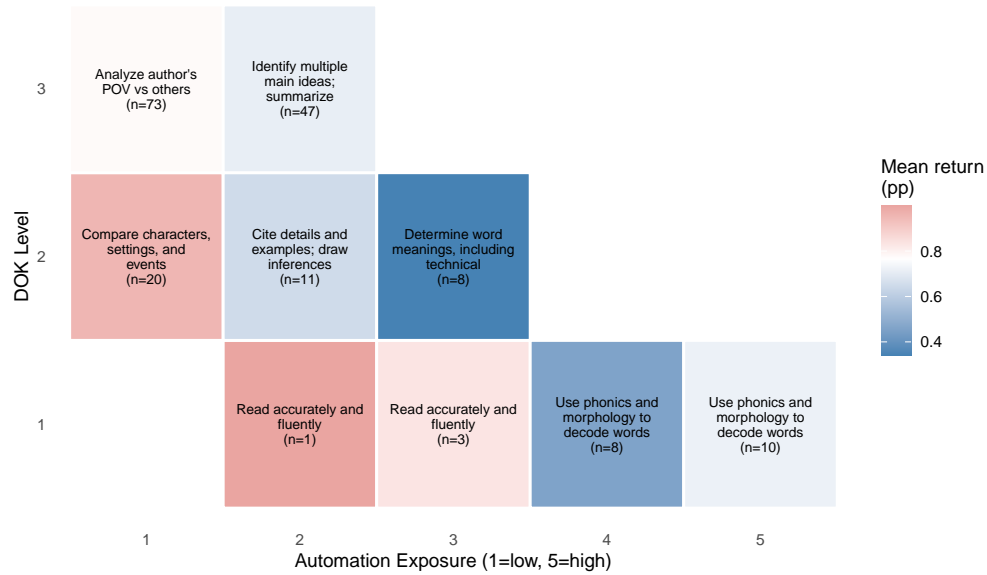 3
Analyze author's
POV vs others
(n=73)
Identify multiple
main ideas;
summarize
(n=47)
DOK Level
2
Compare characters,
settings, and
events
(n=20)
Cite details and
examples; draw
inferences
(n=11)
Determine word
meanings, including
technical
(n=8)
1
Read accurately and
fluently
(n=1)
Read accurately and
fluently
(n=3)
Use phonics and
morphology to
decode words
(n=8)
Use phonics and
morphology to
decode words
(n=10)
1 2 3 4 5
Automation Exposure (1=low, 5=high)
Mean return
(pp)
0.8
0.6
0.4